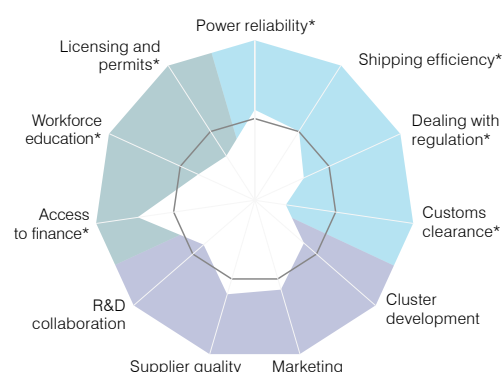 Power reliability*
Shipping efficiency*
Dealing with
regulation*
Customs
clearance*
Cluster
development
Marketing
Supplier quality
R&D
collaboration
Access
to finance*
Workforce
education*
Licensing and
permits*